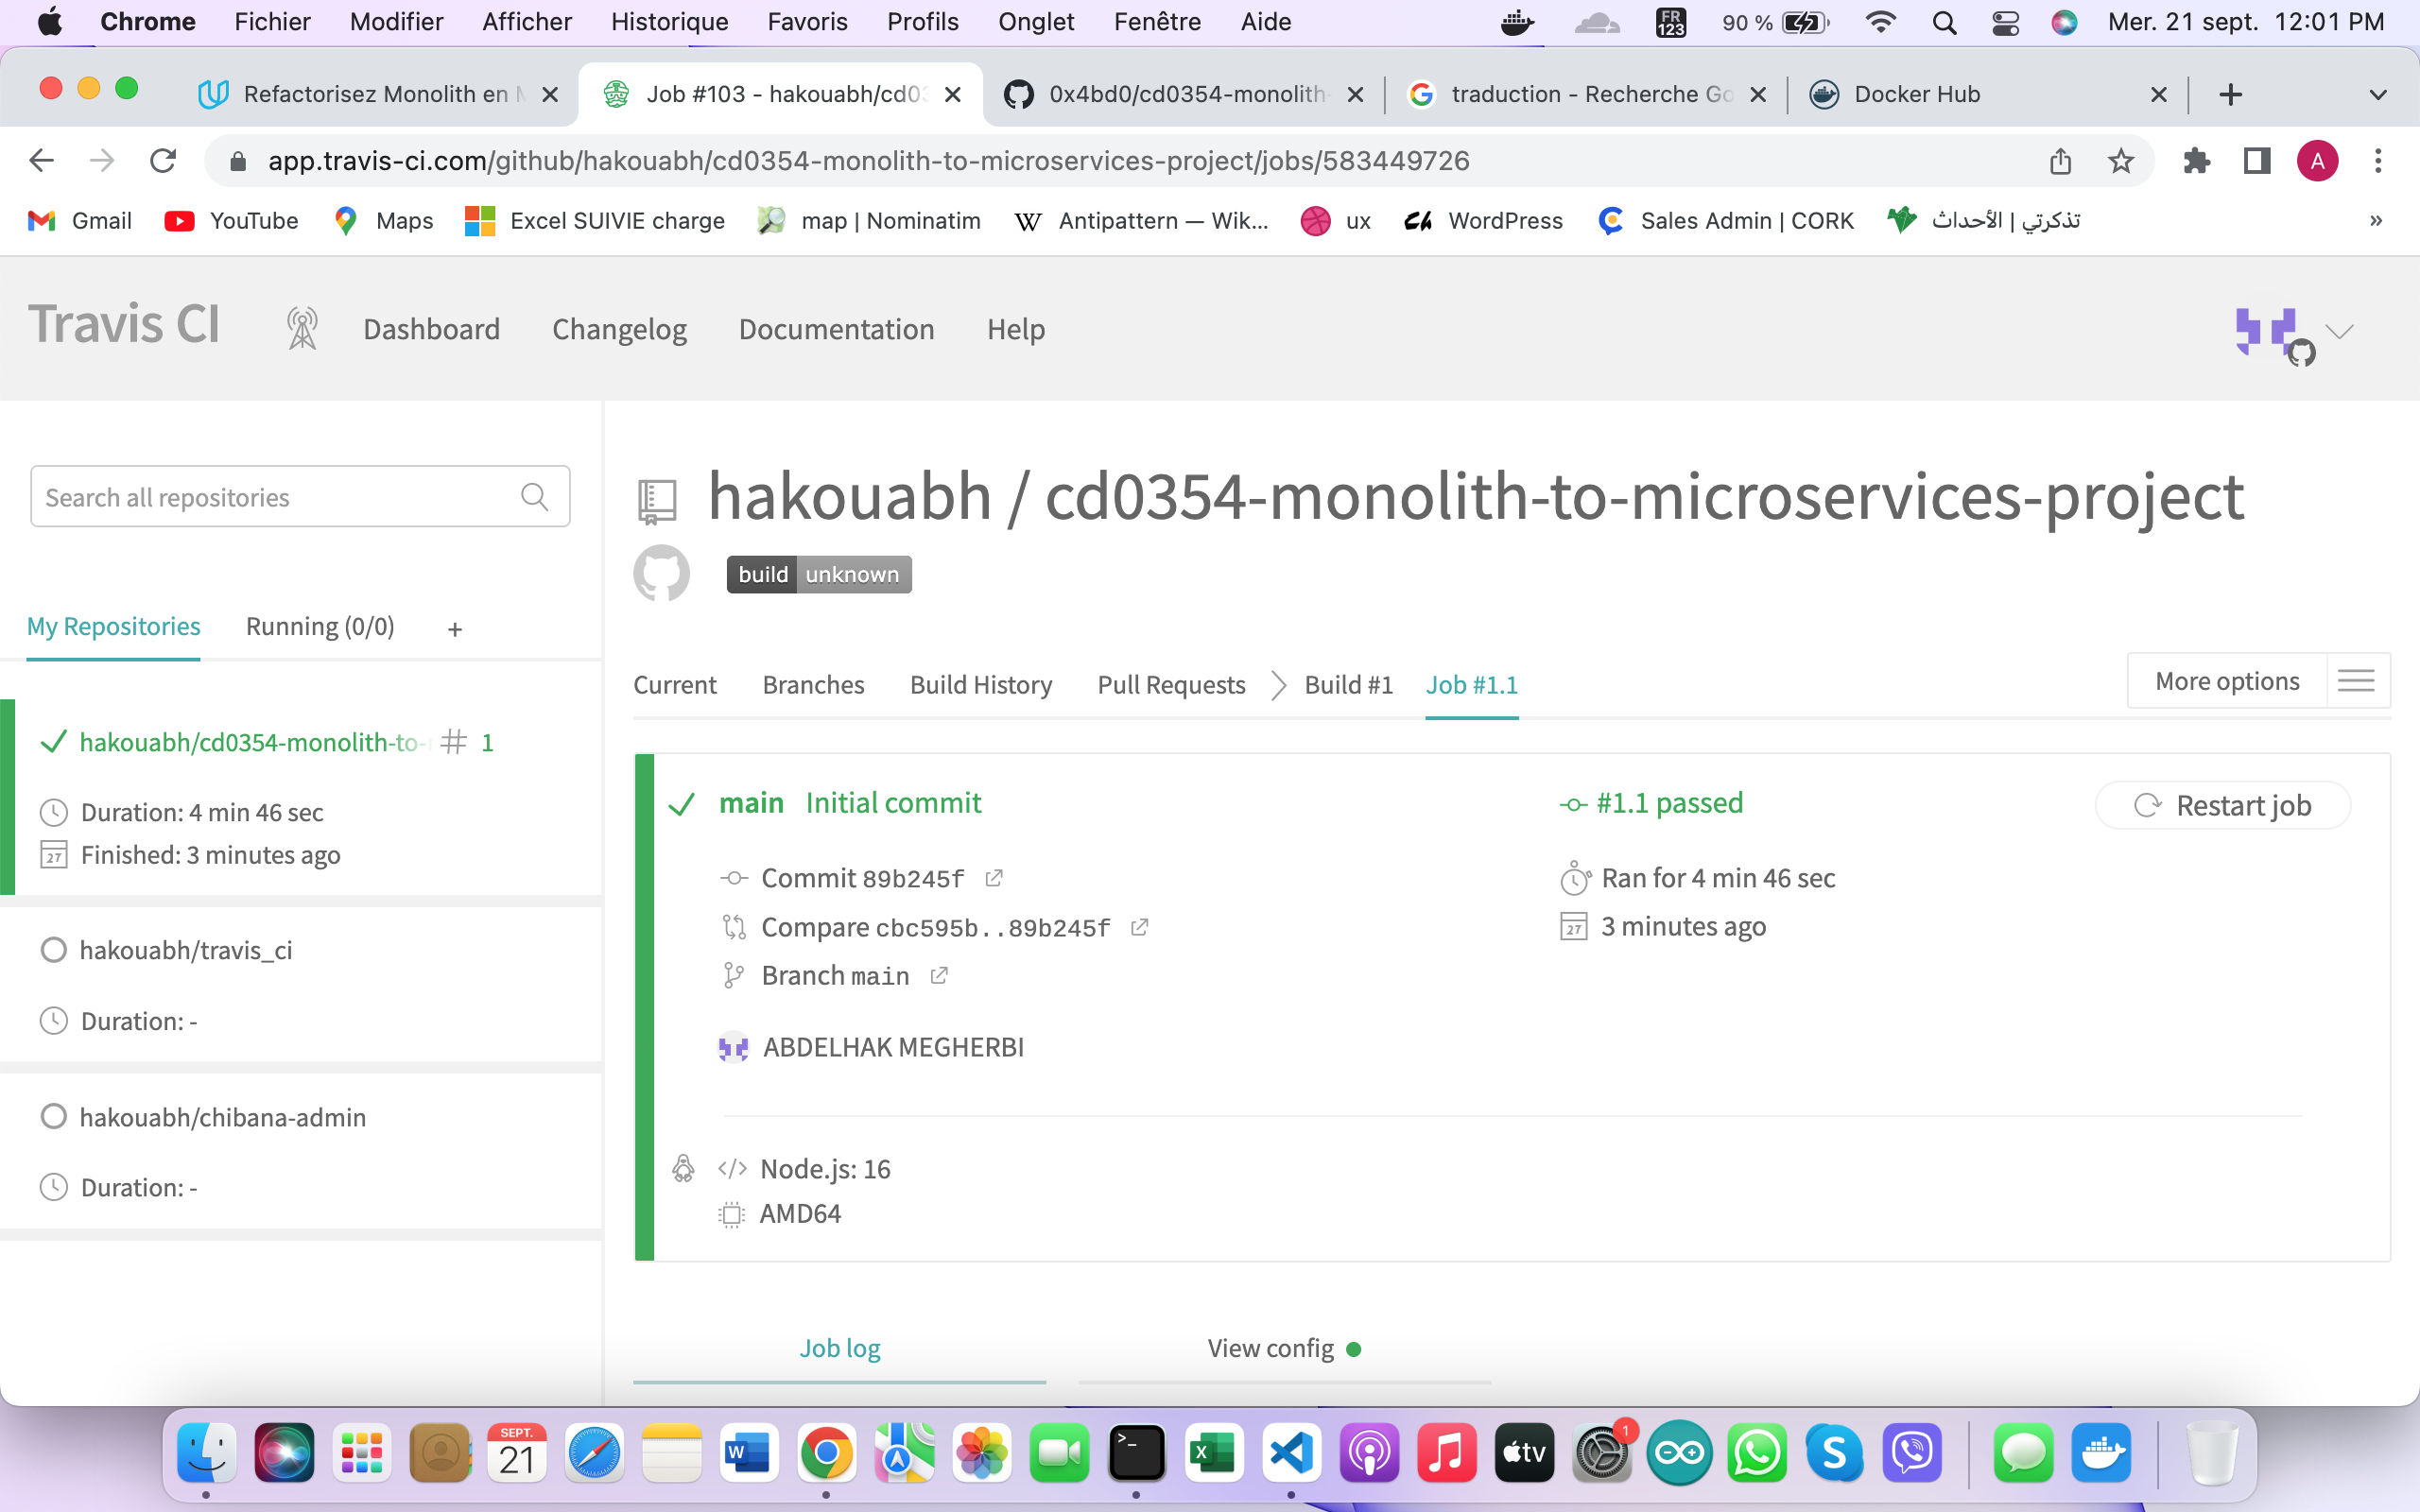 Chrome Fichier Modifier Afficher Historique Favoris Profils Onglet Fenêtre Aide FR 123 90 % Mer. 21 sept. 12:01 PM
Refactorisez Monolith en Job #103 - hakouabh/cd03 0x4bd0/cd0354-monolith- traduction - Recherche Go Docker Hub
app.travis-ci.com/github/hakouabh/cd0354-monolith-to-microservices-project/jobs/583449726 A
Gmail YouTube Maps Excel SUIVIE charge map | Nominatim W Antipattern — Wik... ux WordPress Sales Admin | CORK تذكرتي | الأحداث »
Travis CI Dashboard Changelog Documentation Help
Search all repositories
hakouabh / cd0354-monolith-to-microservices-project
build unknown
My Repositories Running (0/0) +
Current Branches Build History Pull Requests Build #1 Job #1.1 More options
hakouabh/cd0354-monolith-to- # 1
Duration: 4 min 46 sec
27 Finished: 3 minutes ago
hakouabh/travis_ci
Duration: -
hakouabh/chibana-admin
Duration: -
main Initial commit #1.1 passed Restart job
Commit 89b245f Ran for 4 min 46 sec
Compare cbc595b..89b245f 27 3 minutes ago
Branch main
ABDELHAK MEGHERBI
</> Node.js: 16
AMD64
Job log View config
SEPT. 21 W >_ X tv 1 S